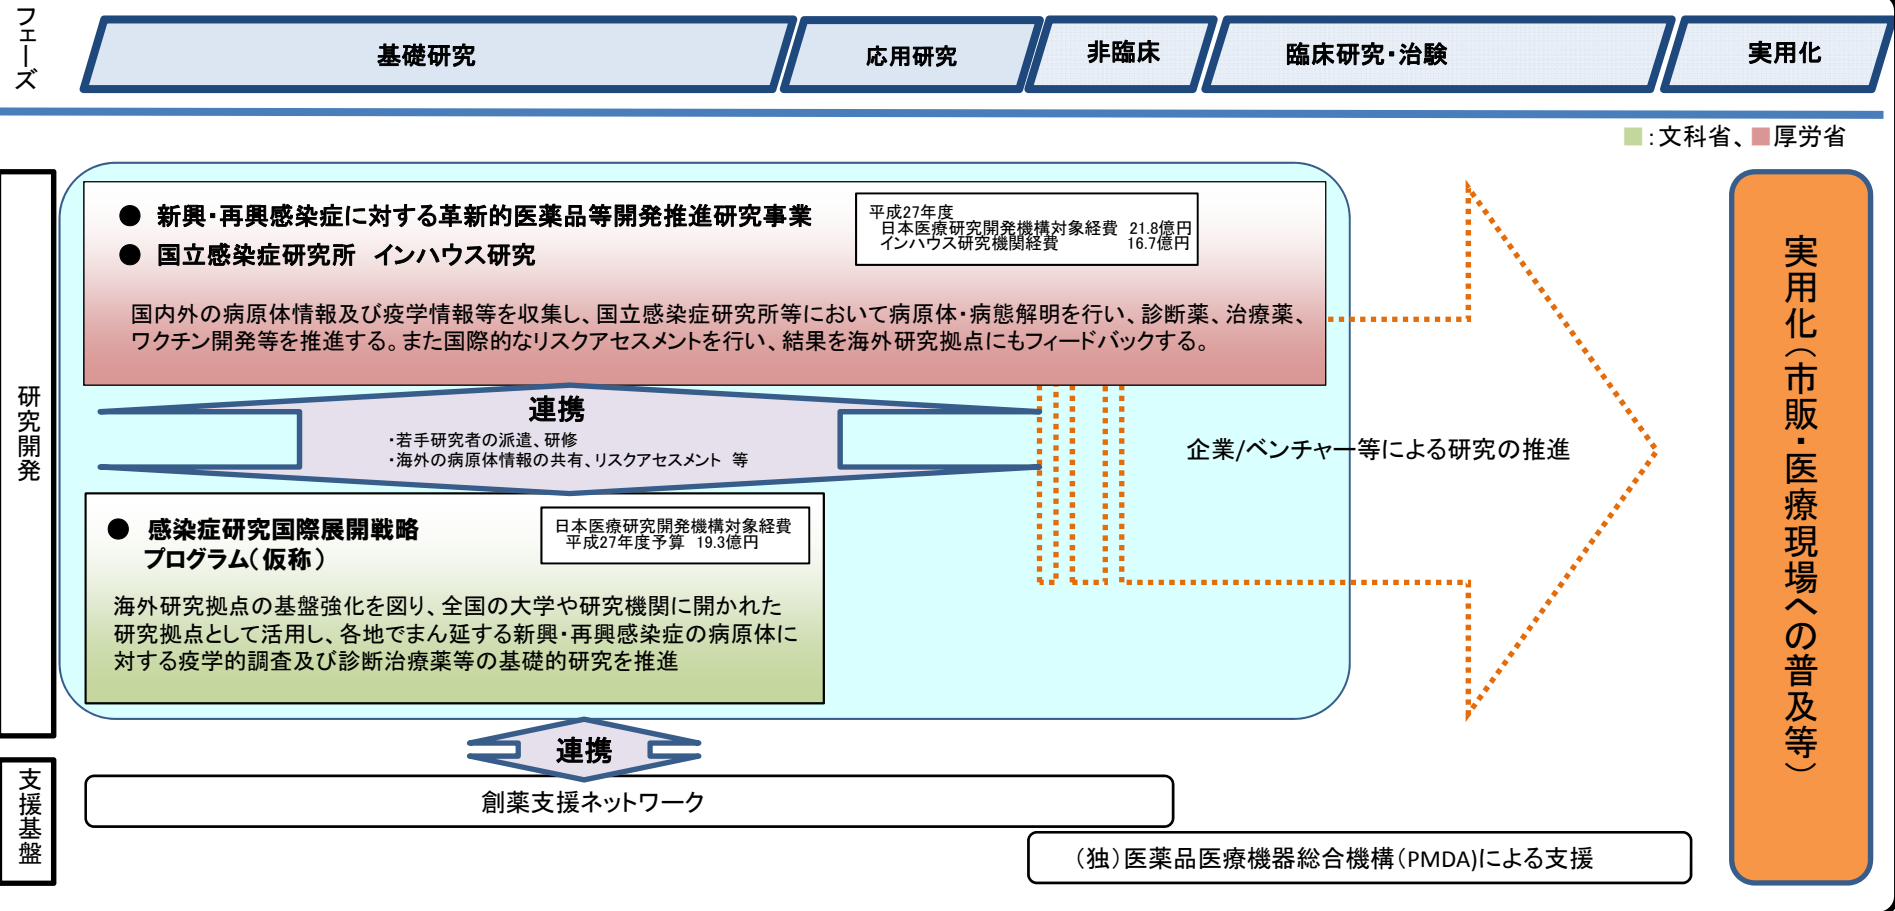 フェーズ
基礎研究
応用研究
非臨床
臨床研究・治験
実用化
:文科省、 厚労省
研究開発
● 新興・再興感染症に対する革新的医薬品等開発推進研究事業
● 国立感染症研究所 インハウス研究
平成27年度
日本医療研究開発機構対象経費 21.8億円
インハウス研究機関経費 16.7億円
国内外の病原体情報及び疫学情報等を収集し、国立感染症研究所等において病原体・病態解明を行い、診断薬、治療薬、
ワクチン開発等を推進する。また国際的なリスクアセスメントを行い、結果を海外研究拠点にもフィードバックする。
連携
・若手研究者の派遣、研修
・海外の病原体情報の共有、リスクアセスメント 等
企業/ベンチャー等による研究の推進
● 感染症研究国際展開戦略
プログラム(仮称)
日本医療研究開発機構対象経費
平成27年度予算 19.3億円
海外研究拠点の基盤強化を図り、全国の大学や研究機関に開かれた
研究拠点として活用し、各地でまん延する新興・再興感染症の病原体に
対する疫学的調査及び診断治療薬等の基礎的研究を推進
実用化(市販・医療現場への普及等)
支援基盤
連携
創薬支援ネットワーク
(独)医薬品医療機器総合機構(PMDA)による支援